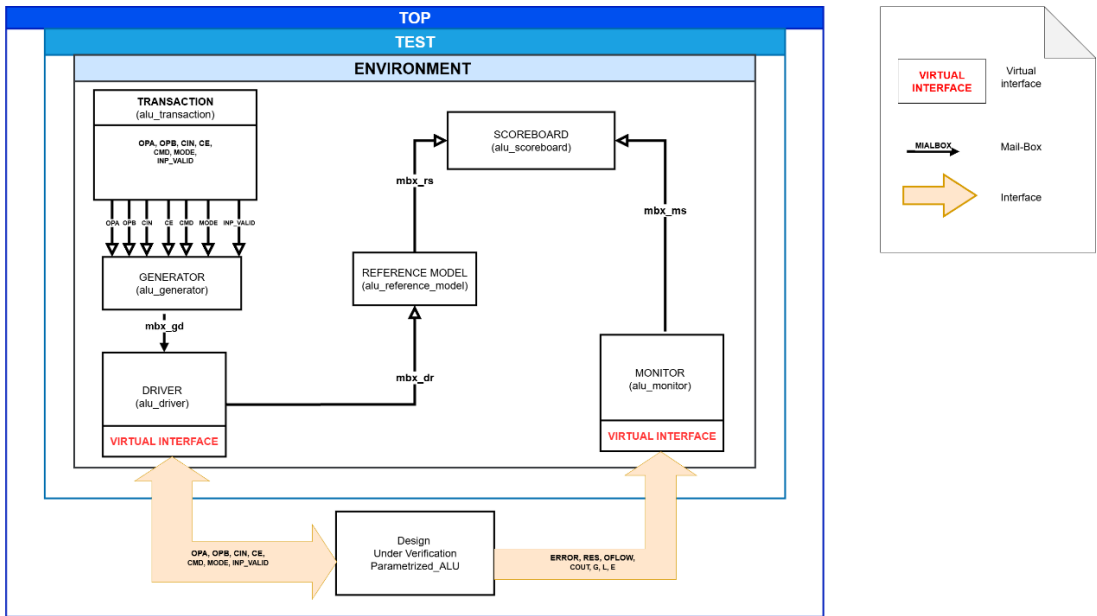 TOP
TEST
ENVIRONMENT
TRANSACTION
(alu_transaction)
OPA, OPB, CIN, CE,
CMD, MODE,
INP_VALID
OPA
OPB
CIN
CE
CMD
MODE
INP_VALID
GENERATOR
(alu_generator)
mbx_gd
DRIVER
(alu_driver)
VIRTUAL INTERFACE
mbx_dr
REFERENCE MODEL
(alu_reference_model)
mbx_rs
SCOREBOARD
(alu_scoreboard)
mbx_ms
MONITOR
(alu_monitor)
VIRTUAL INTERFACE
OPA, OPB, CIN, CE,
CMD, MODE, INP_VALID
Design
Under Verification
Parametrized_ALU
ERROR, RES, OFLOW,
COUT, G, L, E
VIRTUAL
INTERFACE
Virtual
interface
MIALBOX
Mail-Box
Interface